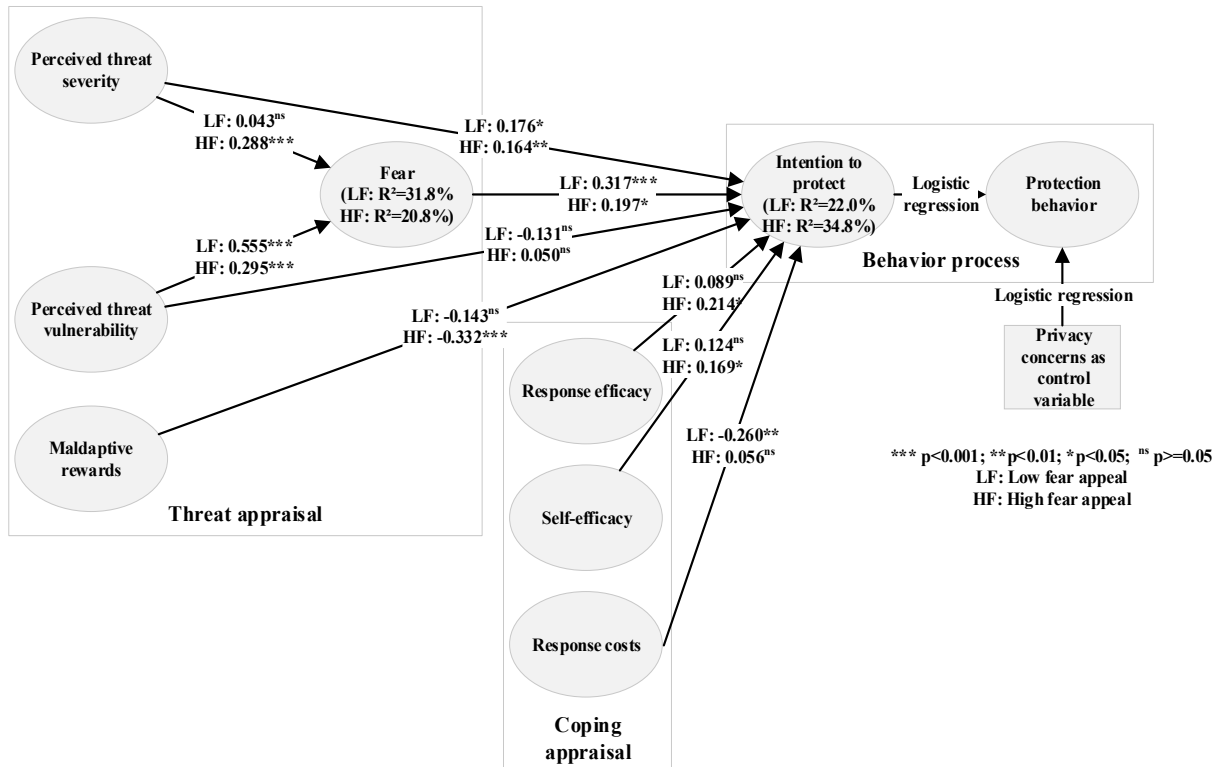 Perceived threat
severity
LF: 0.043ns
HF: 0.288***
LF: 0.176*
HF: 0.164**
Fear
(LF: R²=31.8%
HF: R²=20.8%)
LF: 0.317***
HF: 0.197*
Intention to
protect
(LF: R²=22.0%
HF: R²=34.8%)
Logistic
regression
Protection
behavior
Behavior process
LF: 0.555***
HF: 0.295***
LF: -0.131ns
HF: 0.050ns
Perceived threat
vulnerability
LF: -0.143ns
HF: -0.332***
LF: 0.089ns
HF: 0.214*
Logistic regression
Privacy
concerns as
control
variable
LF: 0.124ns
HF: 0.169*
Response efficacy
Maldaptive
rewards
Threat appraisal
LF: -0.260**
HF: 0.056ns
*** p<0.001; **p<0.01; *p<0.05; ns p>=0.05
LF: Low fear appeal
HF: High fear appeal
Self-efficacy
Response costs
Coping
appraisal